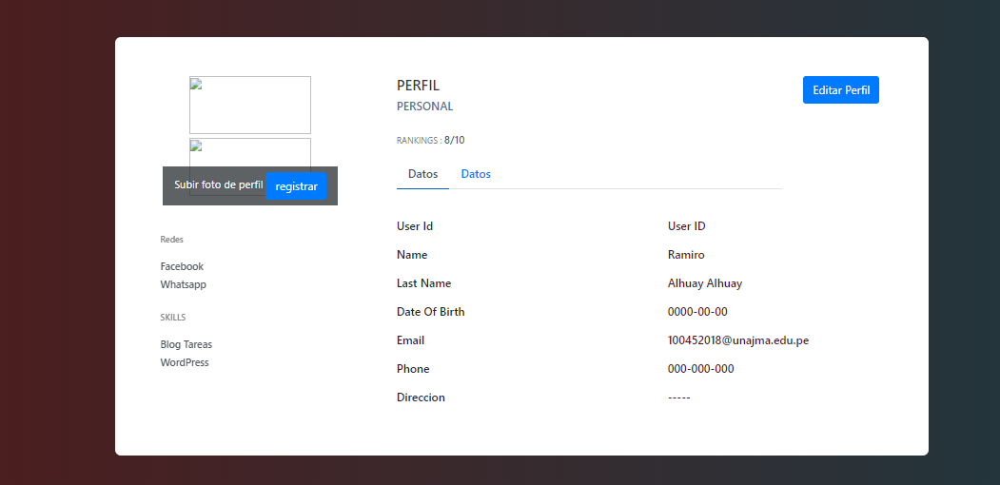 Subir foto de perfil registrar
Redes
Facebook
Whatsapp
SKILLS
Blog Tareas
WordPress
PERFIL
PERSONAL
RANKINGS : 8/10
Datos Datos
User Id User ID
Name Ramiro
Last Name Alhuay Alhuay
Date Of Birth 0000-00-00
Email 100452018@unajma.edu.pe
Phone 000-000-000
Direccion -----
Editar Perfil